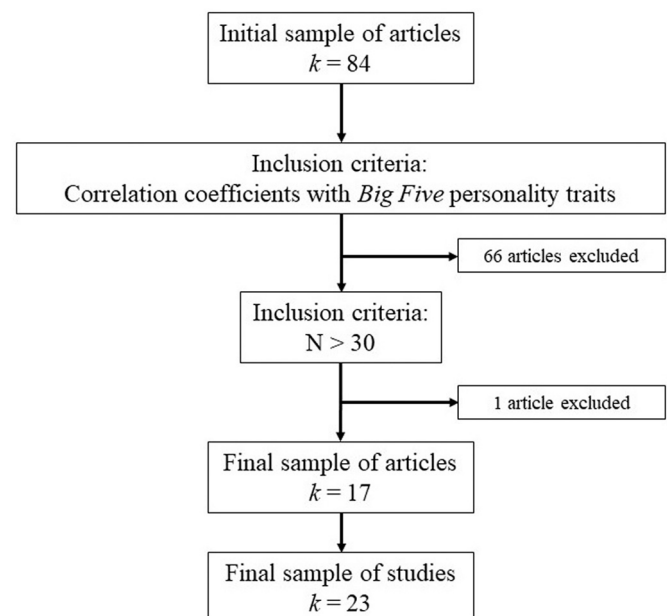 Initial sample of articles
k = 84
Inclusion criteria:
Correlation coefficients with Big Five personality traits
66 articles excluded
Inclusion criteria:
N > 30
1 article excluded
Final sample of articles
k = 17
Final sample of studies
k = 23